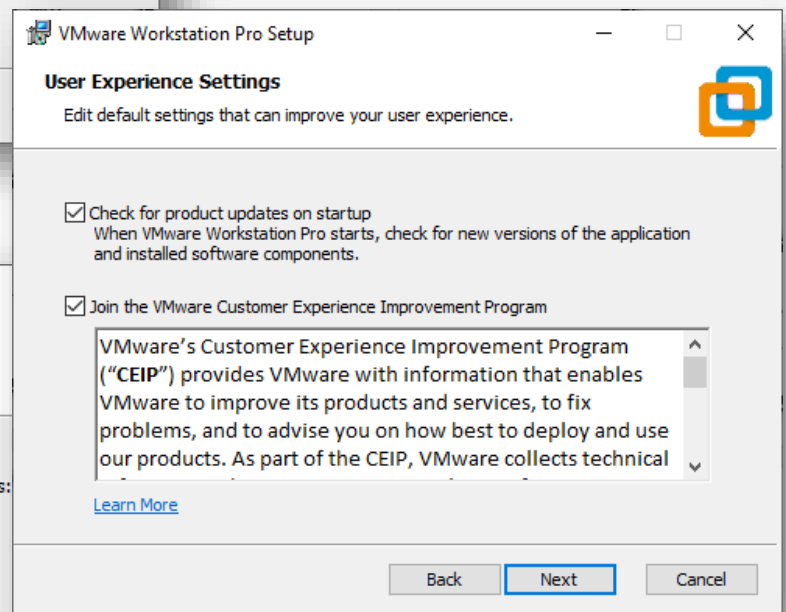 VMware Workstation Pro Setup
User Experience Settings
Edit default settings that can improve your user experience.
Check for product updates on startup
When VMware Workstation Pro starts, check for new versions of the application
and installed software components.
Join the VMware Customer Experience Improvement Program
VMware’s Customer Experience Improvement Program
(“CEIP”) provides VMware with information that enables
VMware to improve its products and services, to fix
problems, and to advise you on how best to deploy and use
our products. As part of the CEIP, VMware collects technical
s:
Learn More
Back
Next
Cancel